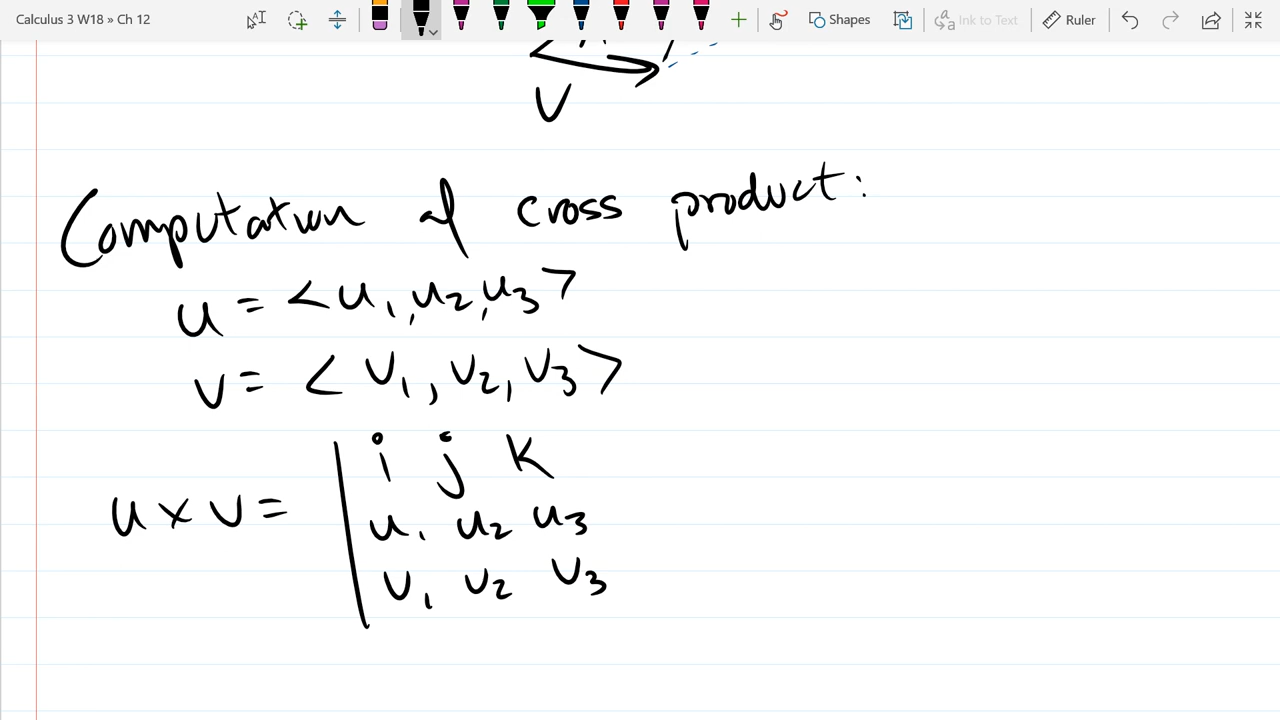 Calculus 3 W18 » Ch 12
Shapes
Ink to Text
Ruler
V
Computation of cross product:
u = <u1, u2, u3>
v = <v1, v2, v3>
i j k
u x v = | u1 u2 u3
v1 v2 v3